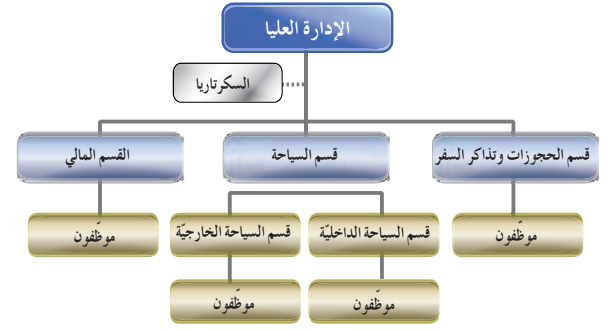 الإدارة العليا
السكرتاريا
قسم الحجوزات وتذاكر السفر
قسم السياحة
القسم المالي
موظّفون
قسم السياحة الداخليّة
قسم السياحة الخارجيّة
موظّفون
موظّفون
موظّفون